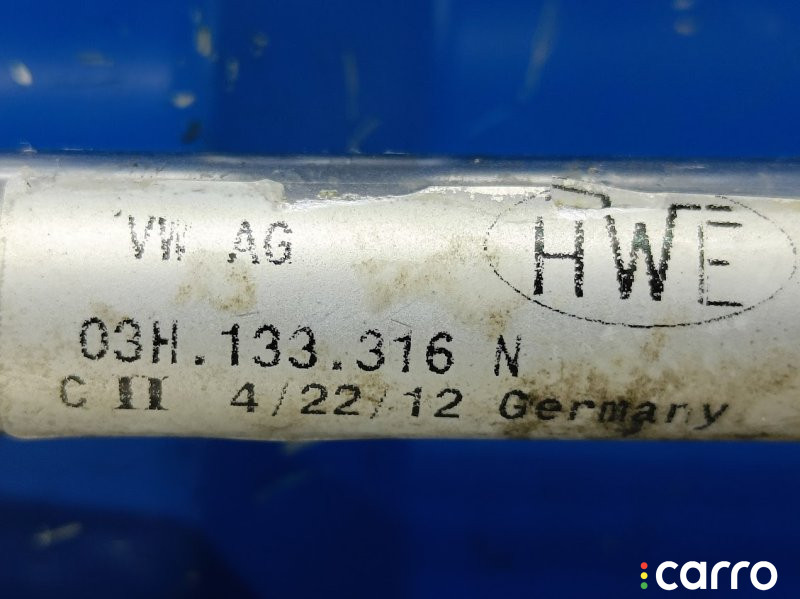 VW AG
HWE
03H.133.316 N
C II 4/22/12 Germany
carro